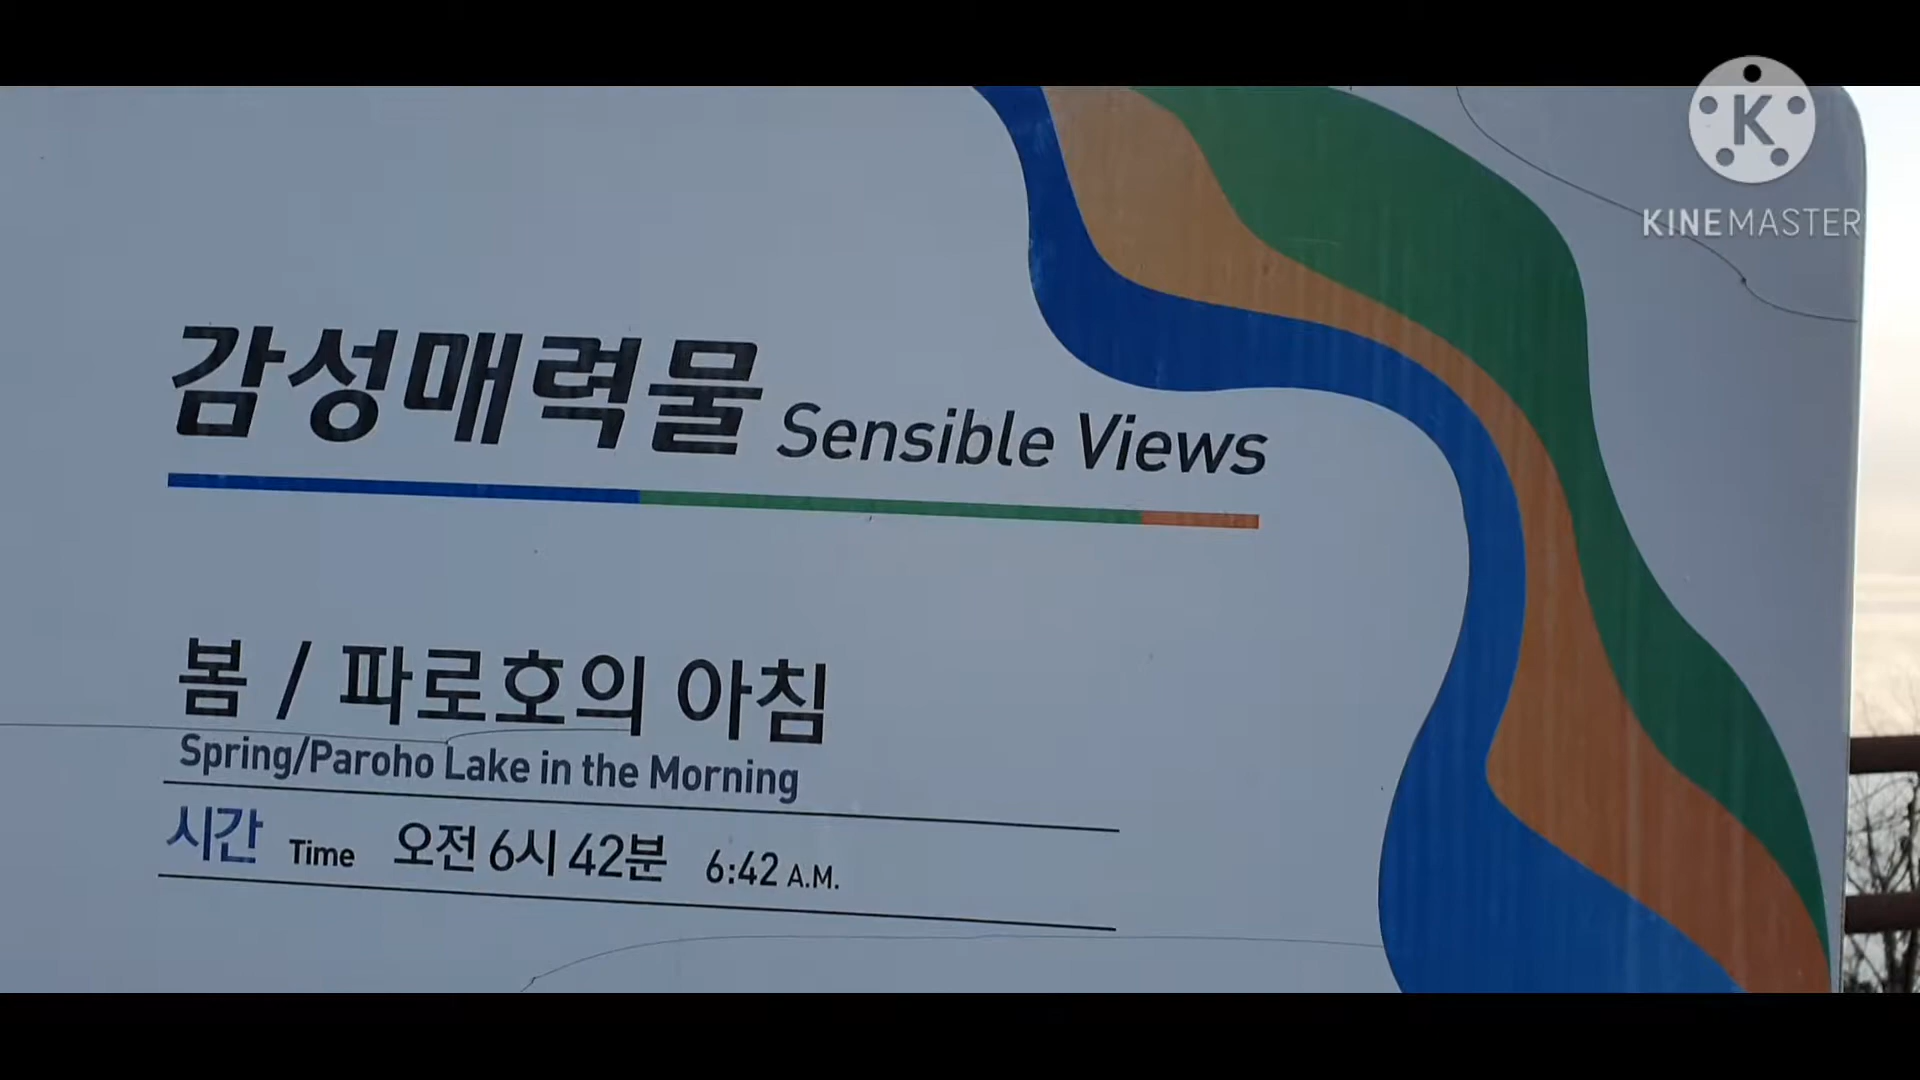 K
KINEMASTER
감성매력물 Sensible Views
봄 / 파로호의 아침
Spring/Paroho Lake in the Morning
시간 Time 오전 6시 42분 6:42 A.M.